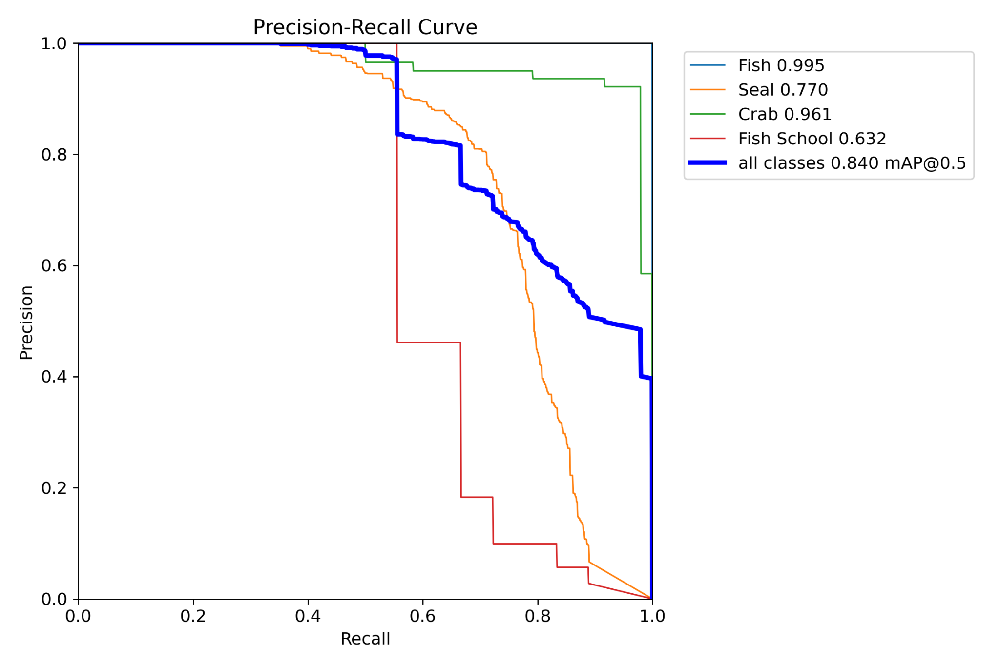 Precision-Recall Curve
1.0
0.8
0.6
0.4
0.2
0.0
Precision
0.0 0.2 0.4 0.6 0.8 1.0
Recall
Fish 0.995
Seal 0.770
Crab 0.961
Fish School 0.632
all classes 0.840 mAP@0.5